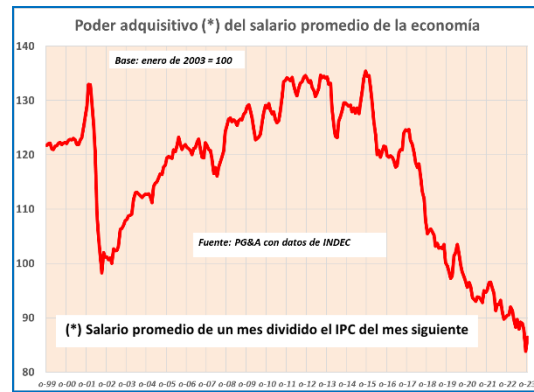 Poder adquisitivo (*) del salario promedio de la economía
Base: enero de 2003 = 100
140
130
120
110
100
90
80
Fuente: PG&A con datos de INDEC
(*) Salario promedio de un mes dividido el IPC del mes siguiente
o-99 o-00 o-01 o-02 o-03 o-04 o-05 o-06 o-07 o-08 o-09 o-10 o-11 o-12 o-13 o-14 o-15 o-16 o-17 o-18 o-19 o-20 o-21 o-22 o-23